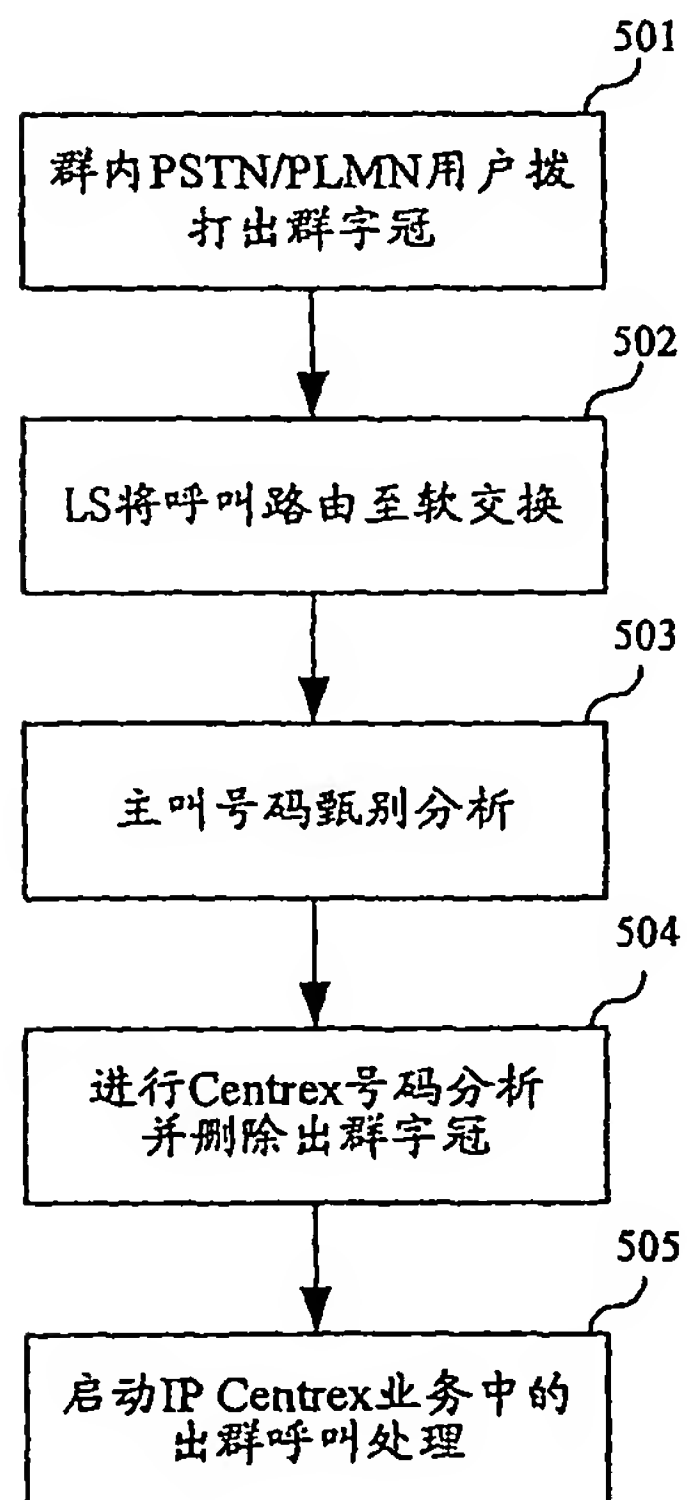 501
群内PSTN/PLMN用户拨
打出群字冠
502
LS将呼叫路由至软交换
503
主叫号码甄别分析
504
进行Centrex号码分析
并删除出群字冠
505
启动IP Centrex业务中的
出群呼叫处理